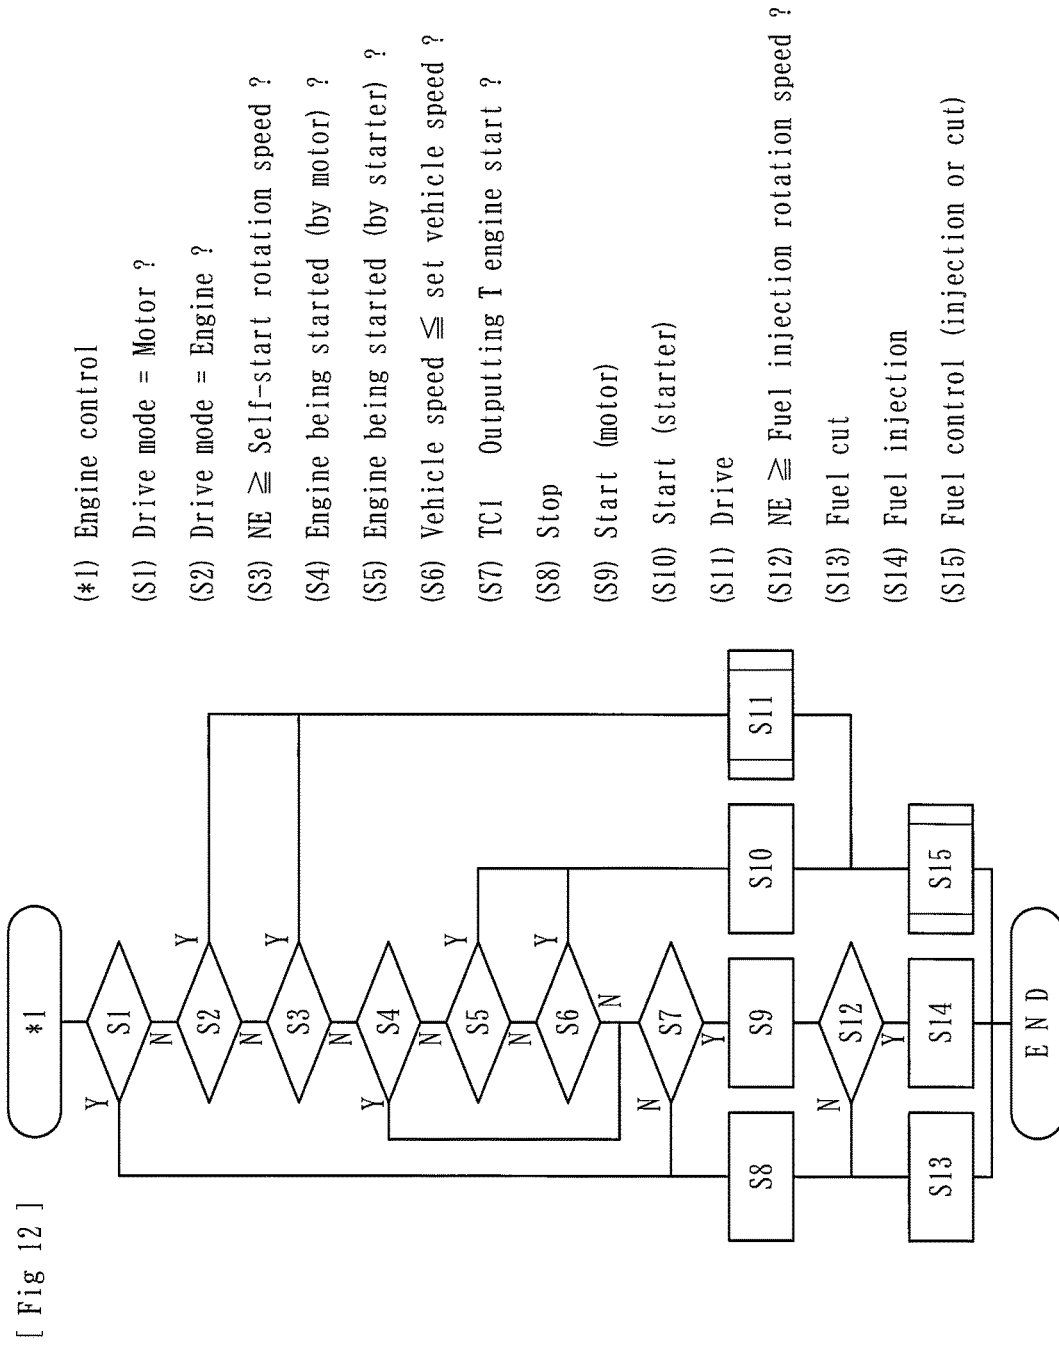 [ Fig 12 ]
*1
S1
Y
N
S2
Y
N
S3
Y
N
S4
Y
N
S5
Y
N
S6
Y
N
S7
N
Y
S8
S9
S10
S11
S12
N
Y
S13
S14
S15
E N D
(*1) Engine control
(S1) Drive mode = Motor ?
(S2) Drive mode = Engine ?
(S3) NE ≧ Self-start rotation speed ?
(S4) Engine being started (by motor) ?
(S5) Engine being started (by starter) ?
(S6) Vehicle speed ≦ set vehicle speed ?
(S7) TC1 Outputting T engine start ?
(S8) Stop
(S9) Start (motor)
(S10) Start (starter)
(S11) Drive
(S12) NE ≧ Fuel injection rotation speed ?
(S13) Fuel cut
(S14) Fuel injection
(S15) Fuel control (injection or cut)